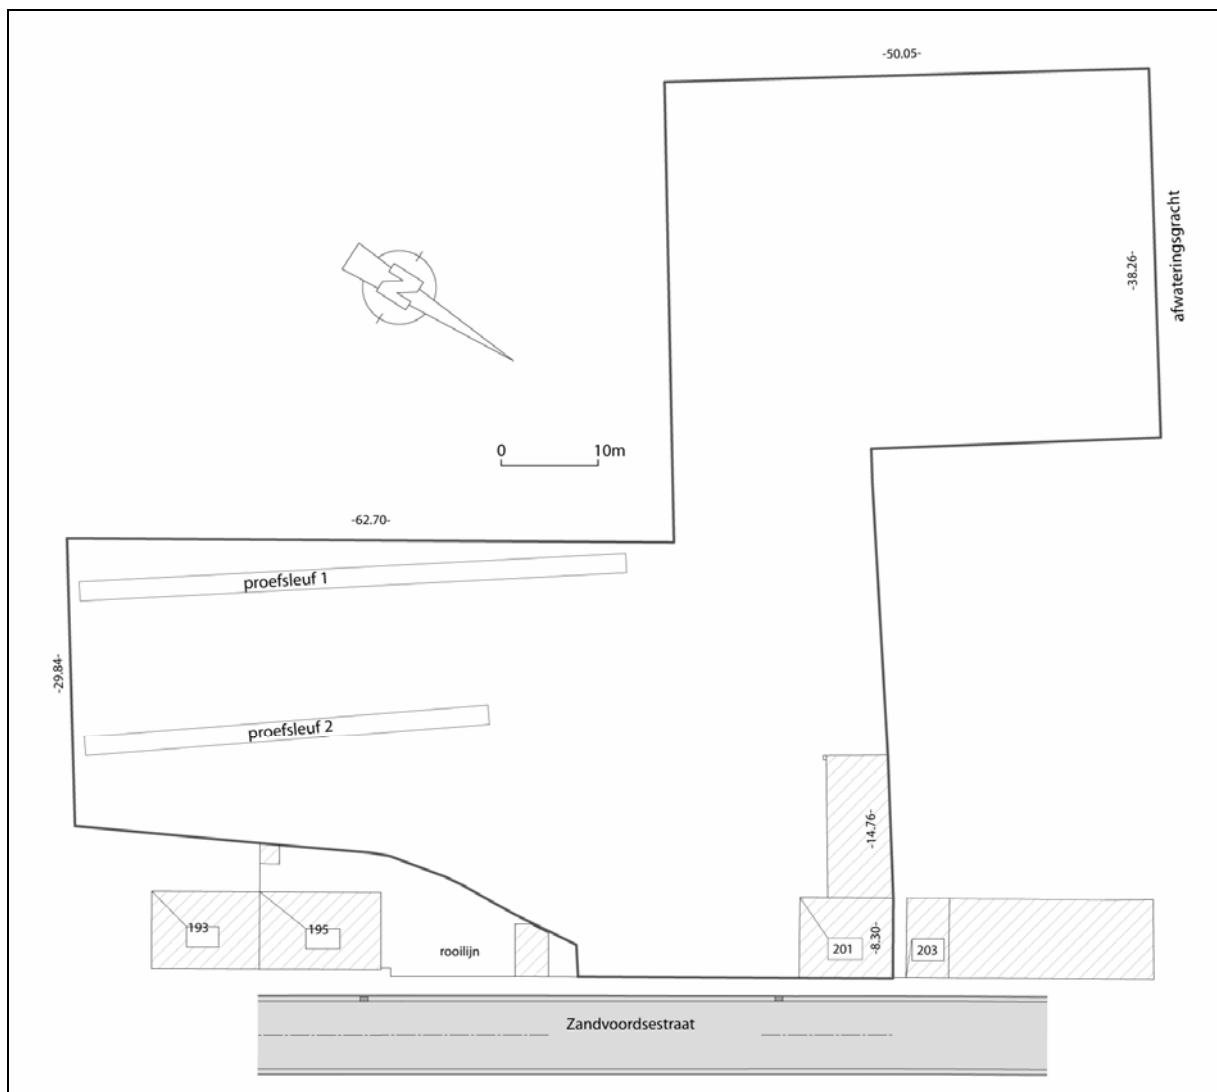 -50.05-
-38.26-
afwateringsgracht
N
0 10m
-62.70-
proefsleuf 1
-29.84-
proefsleuf 2
-14.76-
193
195
rooilijn
201
-8.30-
203
Zandvoordsestraat